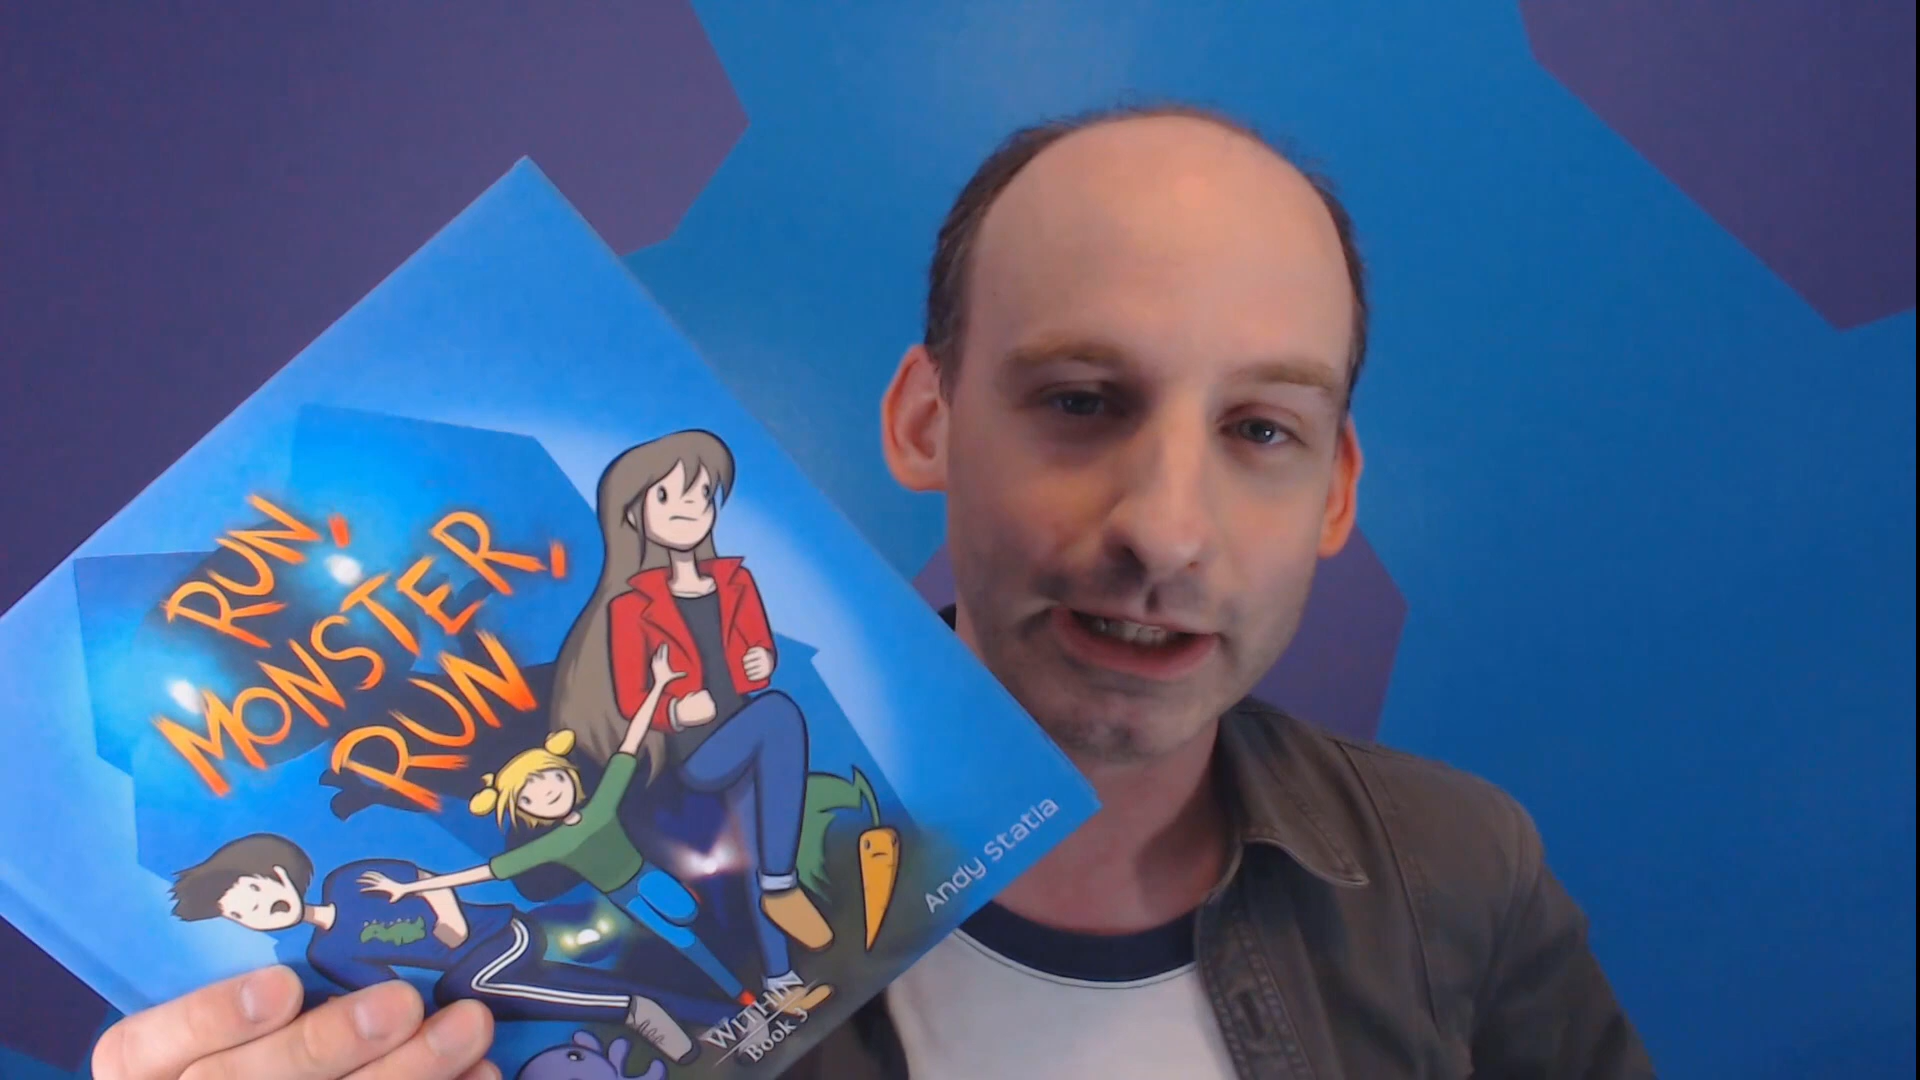 RUN,
MONSTER,
RUN
Andy Statia
WITHIN
Book 3